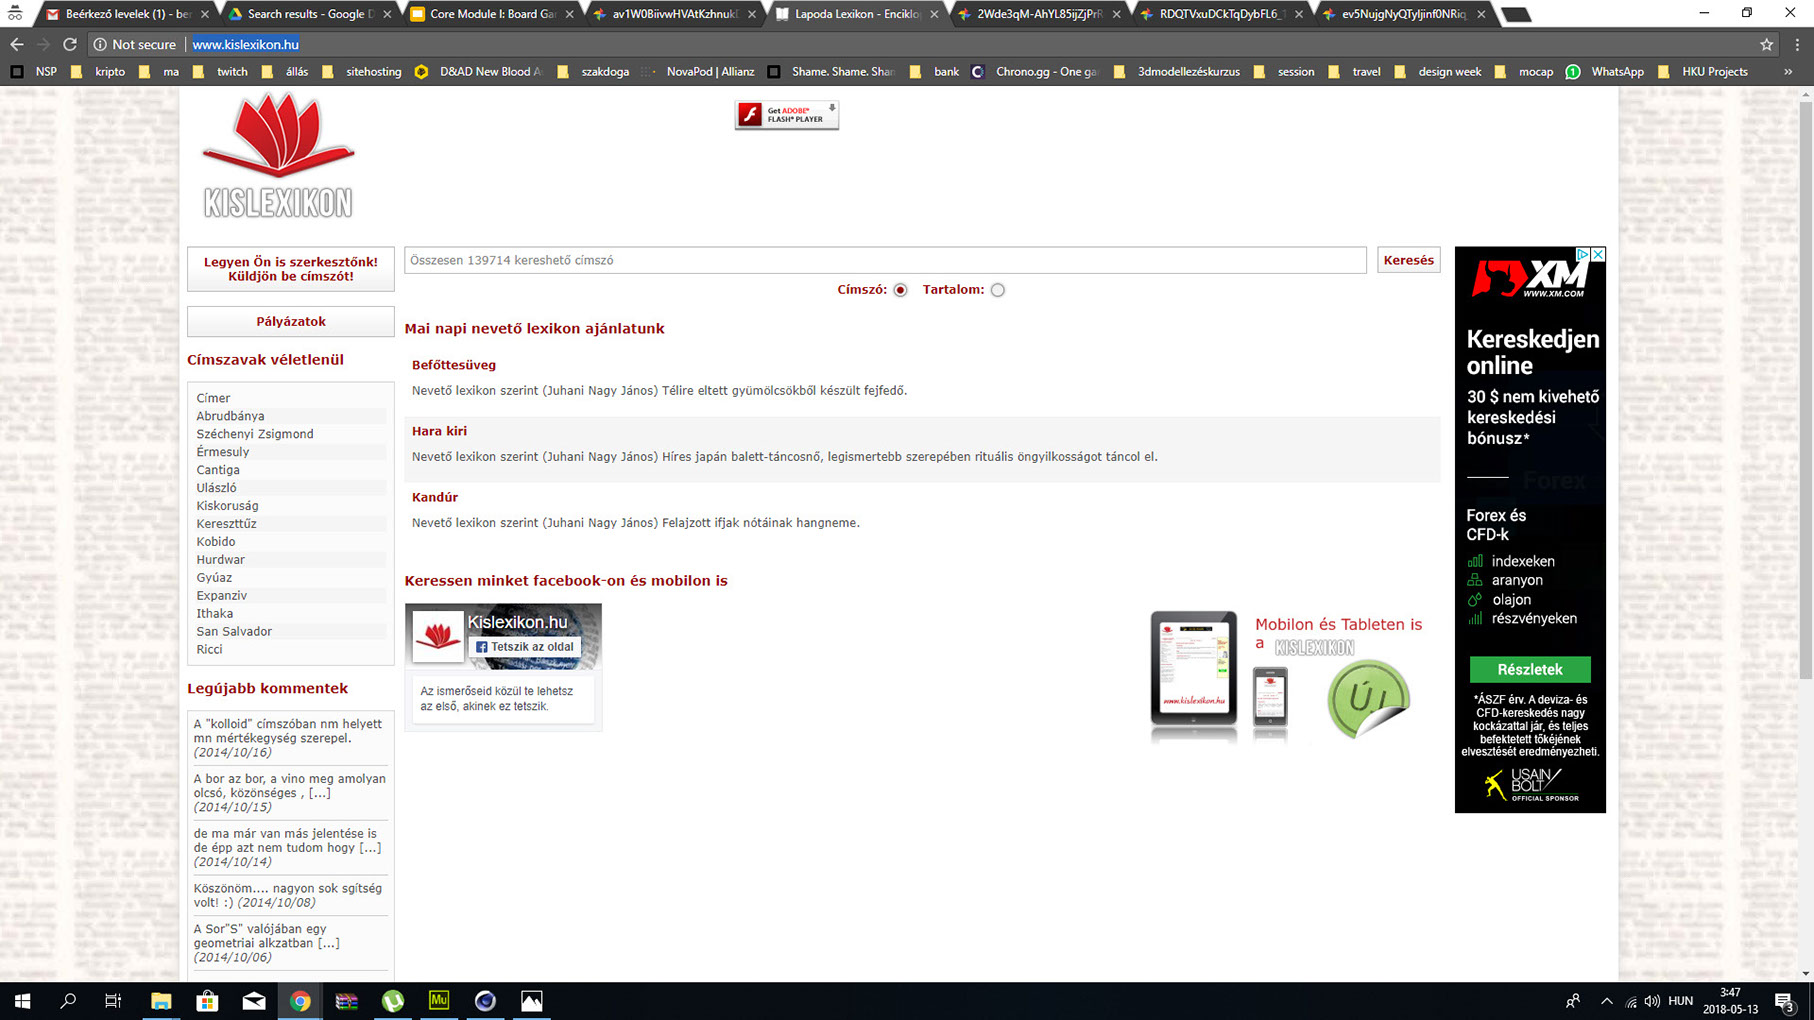 Beérkező levelek (1) - ber
Search results - Google D
Core Module I: Board Gam
av1W0BiivwHVAtKzhnukD
Lapoda Lexikon - Enciklop
2Wde3qM-AhYL85ijZjPrR
RDQTVxuDCkTqDybFL6_1
ev5NujgNyQTyljinf0NRiq
Not secure | www.kislexikon.hu
NSP kripto ma twitch állás sitehosting D&AD New Blood A szakdoga NovaPod | Allianz Shame. Shame. Shan bank Chrono.gg - One ga 3dmodellezéskurzus session travel design week mocap WhatsApp HKU Projects »
KISLEXIKON
Get ADOBE®
FLASH® PLAYER
Legyen Ön is szerkesztőnk!
Küldjön be címszót!
Pályázatok
Címszavak véletlenül
Címer
Abrudbánya
Széchenyi Zsigmond
Érmesuly
Cantiga
Ulászló
Kiskoruság
Kereszttűz
Kobido
Hurdwar
Gyúaz
Expanziv
Ithaka
San Salvador
Ricci
Legújabb kommentek
A "kolloid" címszóban nm helyett
mn mértékegység szerepel.
(2014/10/16)
A bor az bor, a vino meg amolyan
olcsó, közönséges , [...]
(2014/10/15)
de ma már van más jelentése is
de épp azt nem tudom hogy [...]
(2014/10/14)
Köszönöm.... nagyon sok sgítség
volt! :) (2014/10/08)
A Sor"S" valójában egy
geometriai alkzatban [...]
(2014/10/06)
Összesen 139714 kereshető címszó
Keresés
Címszó: Tartalom:
Mai napi nevető lexikon ajánlatunk
Befőttesüveg
Nevető lexikon szerint (Juhani Nagy János) Télire eltett gyümölcsökből készült fejfedő.
Hara kiri
Nevető lexikon szerint (Juhani Nagy János) Híres japán balett-táncosnő, legismertebb szerepében rituális öngyilkosságot táncol el.
Kandúr
Nevető lexikon szerint (Juhani Nagy János) Felajzott ifjak nótáinak hangneme.
Keressen minket facebook-on és mobilon is
Kislexikon.hu
Tetszik az oldal
Az ismerőseid közül te lehetsz
az első, akinek ez tetszik.
www.kislexikon.hu
Mobilon és Tableten is
a KISLEXIKON
ÚJ
XM
WWW.XM.COM
Kereskedjen
online
30 $ nem kivehető
kereskedési
bónusz*
Forex
Forex és
CFD-k
indexeken
aranyon
olajon
részvényeken
Részletek
*ÁSZF érv. A deviza- és
CFD-kereskedés nagy
kockázattal jár, és teljes
befektetett tőkéjének
elvesztését eredményezheti.
USAIN
BOLT
OFFICIAL SPONSOR
Mu
HUN
3:47
2018-05-13
3